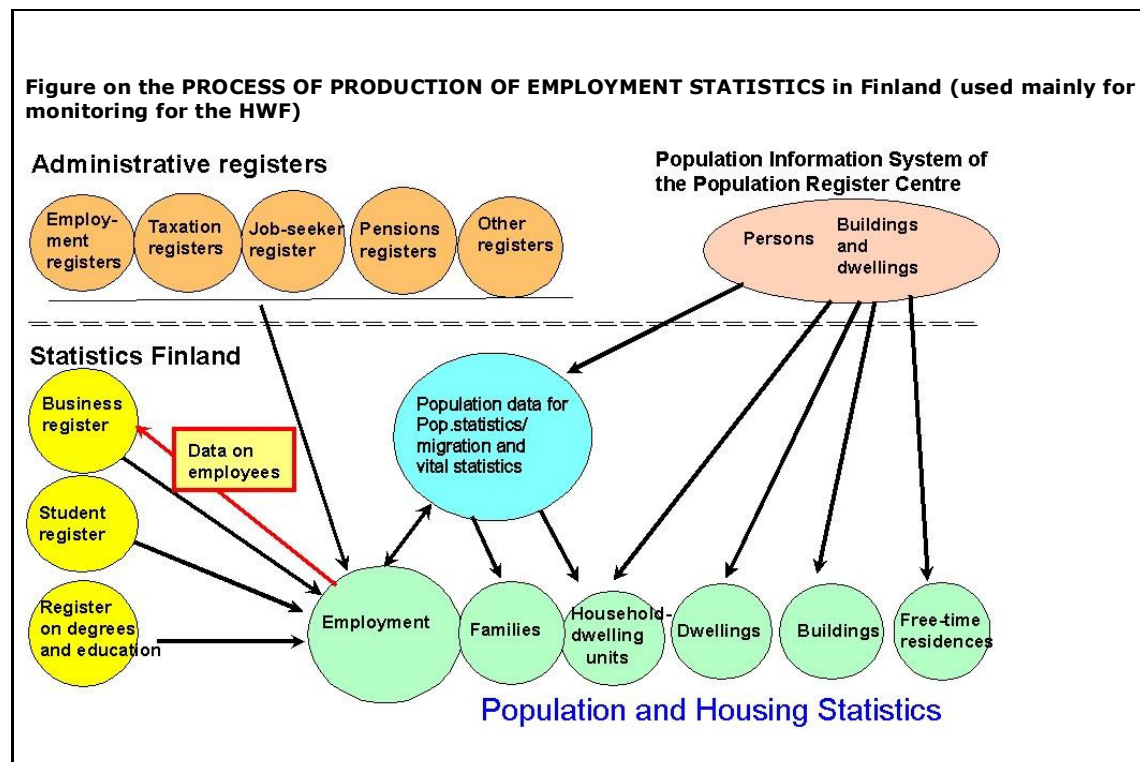 Figure on the PROCESS OF PRODUCTION OF EMPLOYMENT STATISTICS in Finland (used mainly for
monitoring for the HWF)
Administrative registers
Population Information System of
the Population Register Centre
Employ-
ment
registers
Taxation
registers
Job-seeker
register
Pensions
registers
Other
registers
Persons
Buildings
and
dwellings
Statistics Finland
Business
register
Data on
employees
Population data for
Pop.statistics/
migration and
vital statistics
Student
register
Register
on degrees
and education
Employment
Families
Household-
dwelling
units
Dwellings
Buildings
Free-time
residences
Population and Housing Statistics